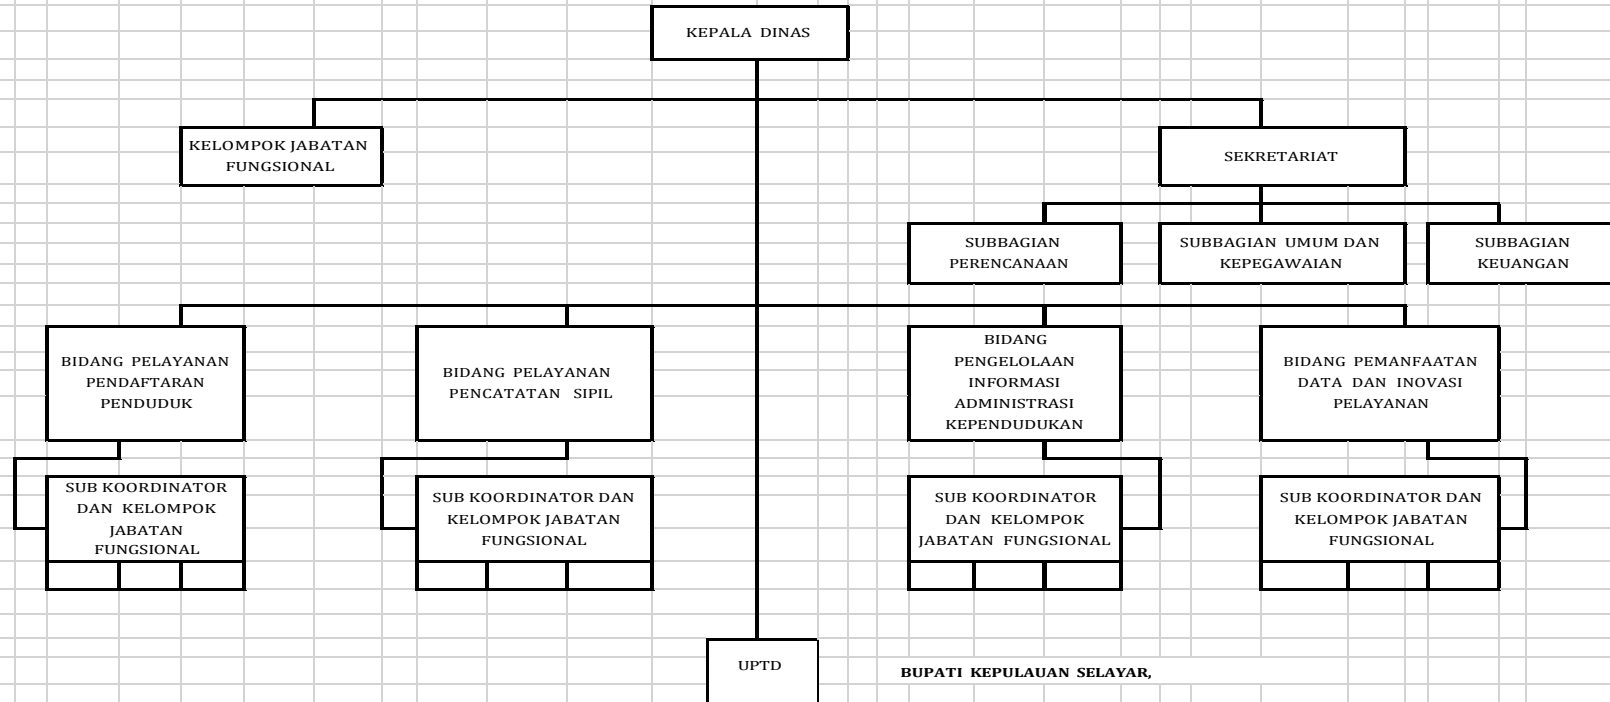 KEPALA DINAS
KELOMPOK JABATAN
FUNGSIONAL
SEKRETARIAT
SUBBAGIAN
PERENCANAAN
SUBBAGIAN UMUM DAN
KEPEGAWAIAN
SUBBAGIAN
KEUANGAN
BIDANG PELAYANAN
PENDAFTARAN
PENDUDUK
BIDANG PELAYANAN
PENCATATAN SIPIL
BIDANG
PENGELOLAAN
INFORMASI
ADMINISTRASI
KEPENDUDUKAN
BIDANG PEMANFAATAN
DATA DAN INOVASI
PELAYANAN
SUB KOORDINATOR
DAN KELOMPOK
JABATAN
FUNGSIONAL
SUB KOORDINATOR DAN
KELOMPOK JABATAN
FUNGSIONAL
SUB KOORDINATOR
DAN KELOMPOK
JABATAN FUNGSIONAL
SUB KOORDINATOR DAN
KELOMPOK JABATAN
FUNGSIONAL
UPTD
BUPATI KEPULAUAN SELAYAR,